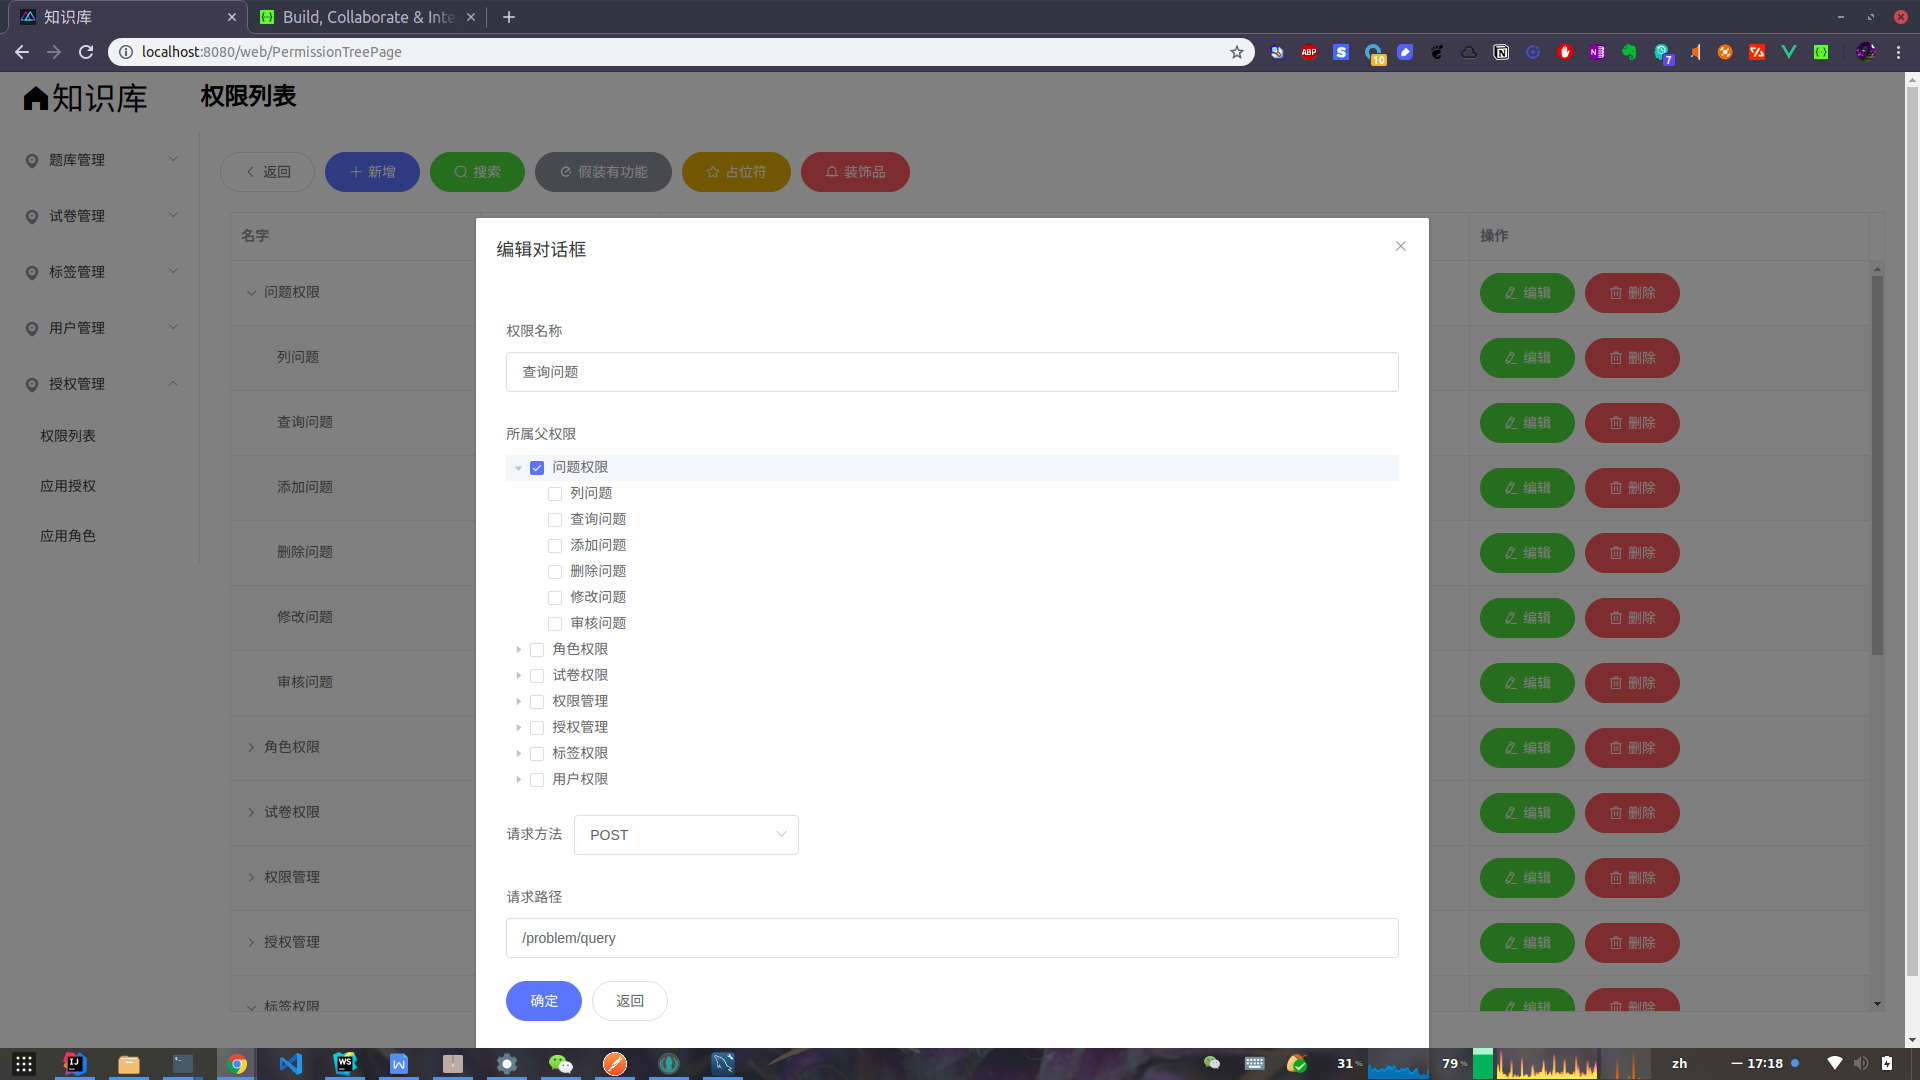 知识库
Build, Collaborate & Inte
localhost:8080/web/PermissionTreePage
ABP
10
7
知识库
权限列表
题库管理
试卷管理
标签管理
用户管理
授权管理
权限列表
应用授权
应用角色
返回
新增
搜索
假装有功能
占位符
装饰品
名字
操作
问题权限
编辑
删除
列问题
编辑
删除
查询问题
编辑
删除
添加问题
编辑
删除
删除问题
编辑
删除
修改问题
编辑
删除
审核问题
编辑
删除
角色权限
编辑
删除
试卷权限
编辑
删除
权限管理
编辑
删除
授权管理
编辑
删除
标签权限
编辑
删除
编辑对话框
权限名称
查询问题
所属父权限
问题权限
列问题
查询问题
添加问题
删除问题
修改问题
审核问题
角色权限
试卷权限
权限管理
授权管理
标签权限
用户权限
请求方法
POST
请求路径
/problem/query
确定
返回
31 %
79 %
zh
一 17:18